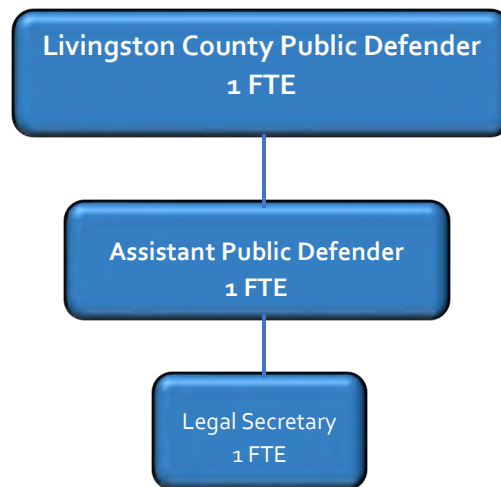 Livingston County Public Defender
1 FTE
Assistant Public Defender
1 FTE
Legal Secretary
1 FTE